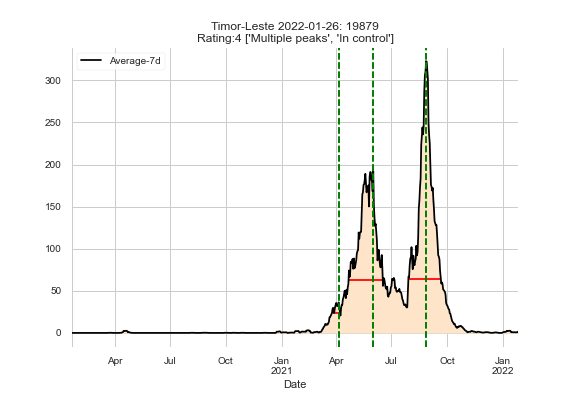 Timor-Leste 2022-01-26: 19879
Rating:4 ['Multiple peaks', 'In control']
Average-7d
300
250
200
150
100
50
0
Apr
Jul
Oct
Jan
2021
Apr
Jul
Oct
Jan
2022
Date